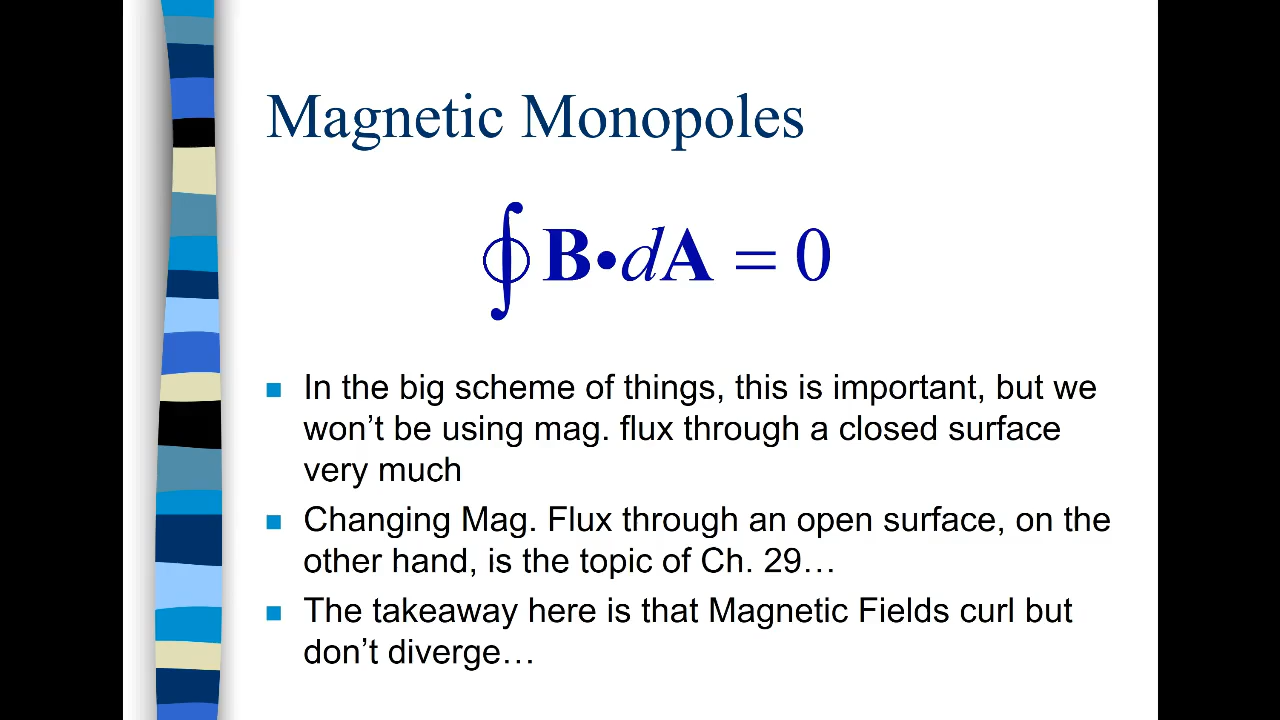 Magnetic Monopoles
∮ B•dA = 0
In the big scheme of things, this is important, but we
won’t be using mag. flux through a closed surface
very much
Changing Mag. Flux through an open surface, on the
other hand, is the topic of Ch. 29…
The takeaway here is that Magnetic Fields curl but
don’t diverge…